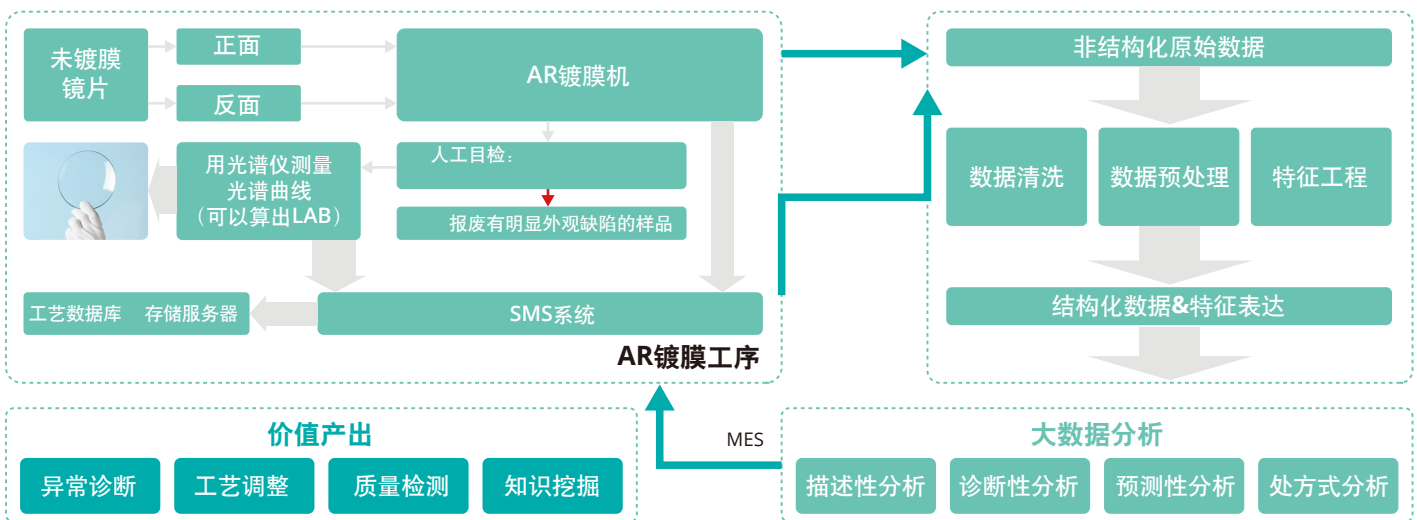 未镀膜
镜片
正面
反面
AR镀膜机
用光谱仪测量
光谱曲线
（可以算出LAB）
人工目检：
报废有明显外观缺陷的样品
工艺数据库 存储服务器
SMS系统
AR镀膜工序
非结构化原始数据
数据清洗
数据预处理
特征工程
结构化数据&特征表达
价值产出
异常诊断
工艺调整
质量检测
知识挖掘
MES
大数据分析
描述性分析
诊断性分析
预测性分析
处方式分析